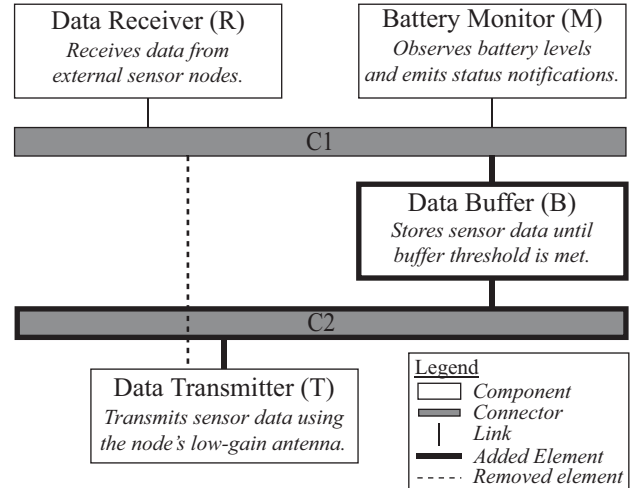 Data Receiver (R)
Receives data from
external sensor nodes.
Battery Monitor (M)
Observes battery levels
and emits status notifications.
C1
Data Buffer (B)
Stores sensor data until
buffer threshold is met.
C2
Data Transmitter (T)
Transmits sensor data using
the node's low-gain antenna.
Legend
Component
Connector
Link
Added Element
Removed element